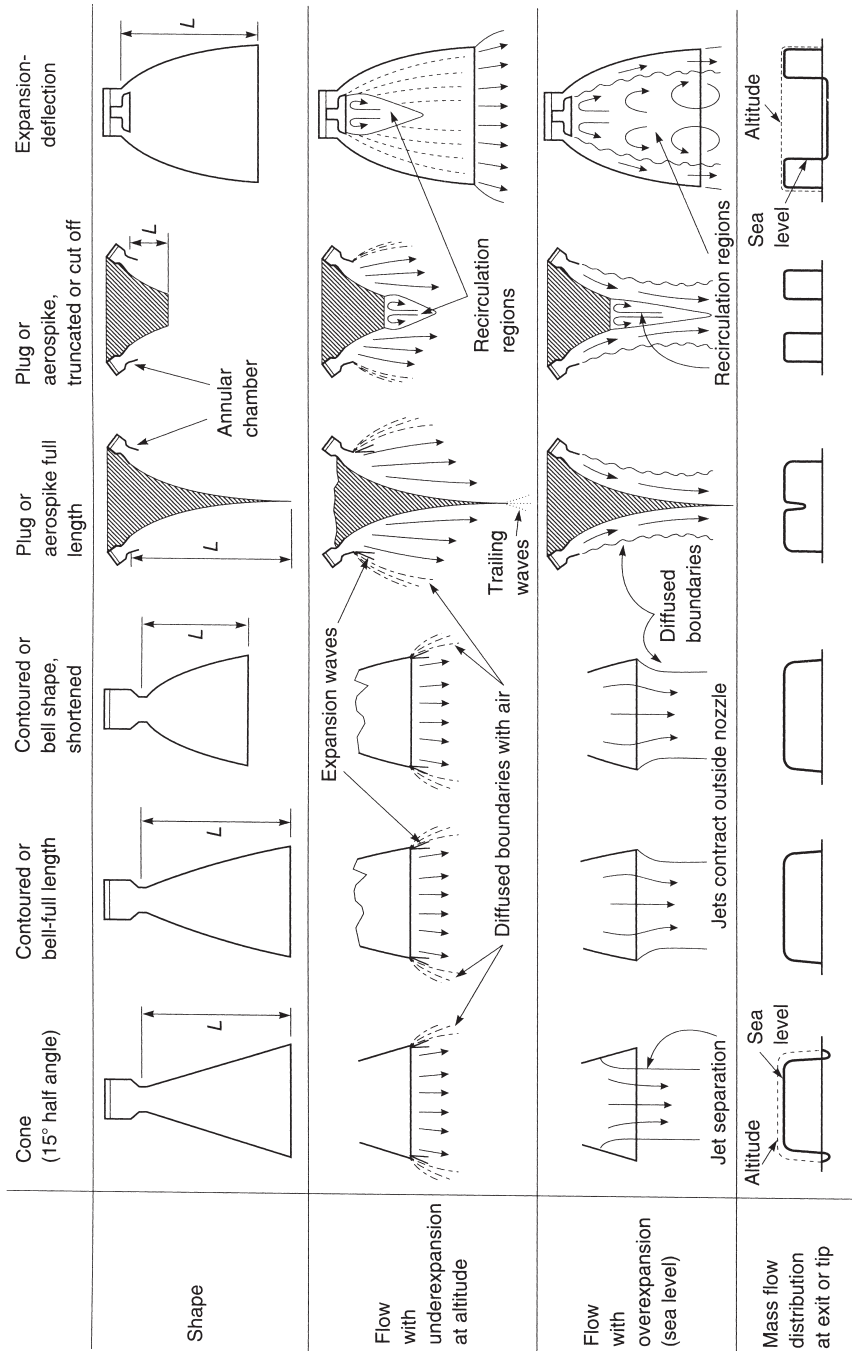 Cone
(15° half angle)
Contoured or
bell-full length
Contoured or
bell shape,
shortened
Plug or
aerospike full
length
Plug or
aerospike,
truncated or cut off
Expansion-
deflection
Shape
L
L
L
L
L
L
Annular
chamber
Flow
with
underexpansion
at altitude
Diffused boundaries with air
Expansion waves
Trailing
waves
Recirculation
regions
Flow
with
overexpansion
(sea level)
Jet separation
Jets contract outside nozzle
Diffused
boundaries
Recirculation regions
Mass flow
distribution
at exit or tip
Altitude
Sea
level
Sea
level
Altitude